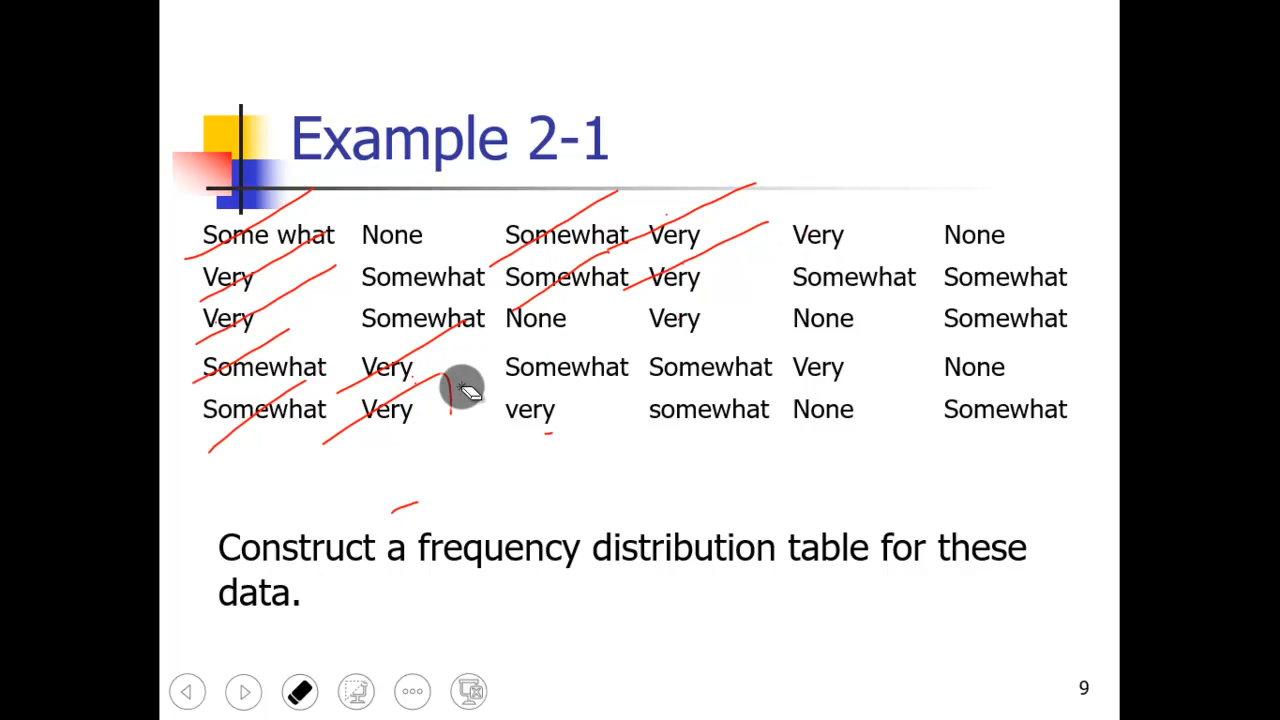 Example 2-1
Some what None Somewhat Very Very None
Very Somewhat Somewhat Very Somewhat Somewhat
Very Somewhat None Very None Somewhat
Somewhat Very Somewhat Somewhat Very None
Somewhat Very very somewhat None Somewhat
Construct a frequency distribution table for these
data.
9